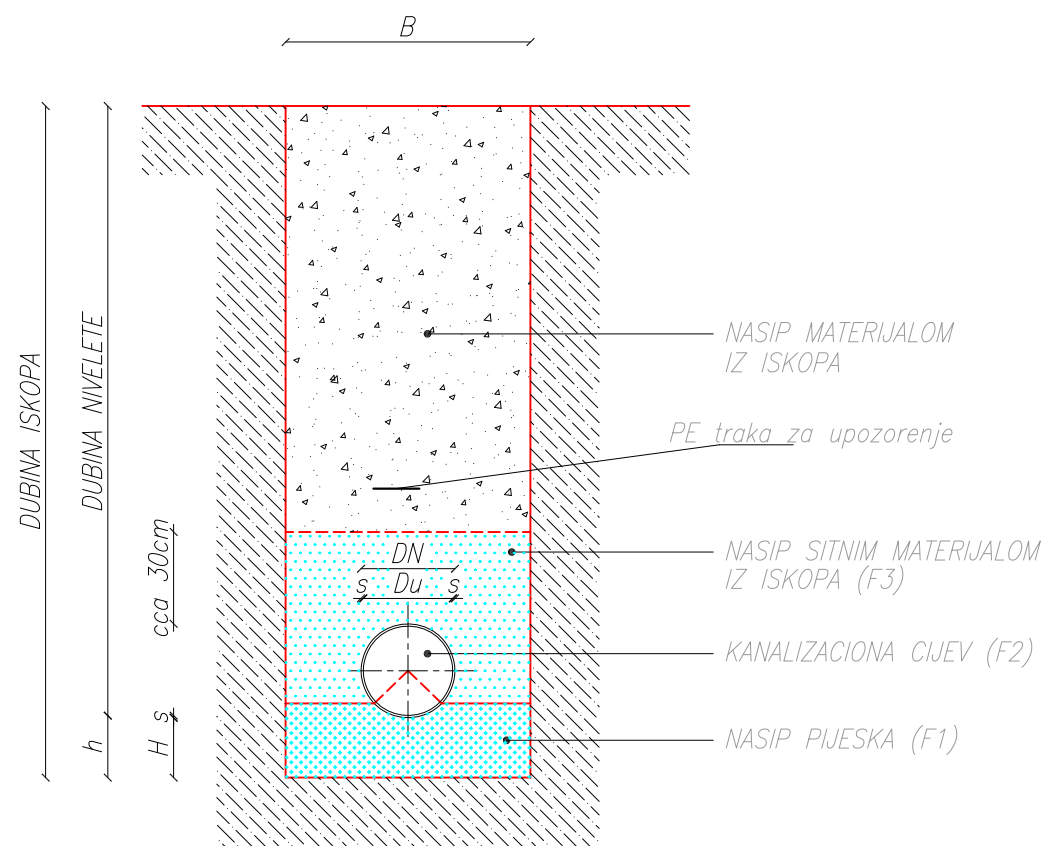 B
DUBINA ISKOPA
DUBINA NIVELETE
NASIP MATERIJALOM
IZ ISKOPA
PE traka za upozorenje
cca 30cm
DN
s Du s
NASIP SITNIM MATERIJALOM
IZ ISKOPA (F3)
KANALIZACIONA CIJEV (F2)
s
h
H
NASIP PIJESKA (F1)